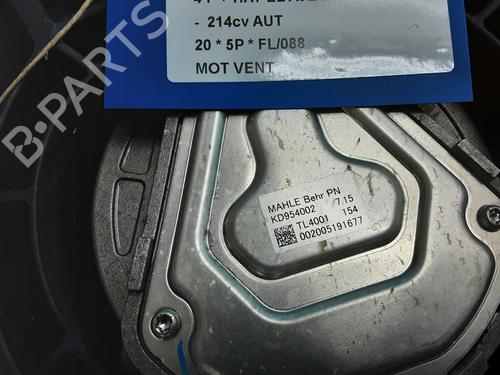 - 214cv AUT
20 * 5P * FL/088
MOT VENT
B-PARTS
MAHLE Behr PN
KD954002 7.15
TL4001 154
002005191677